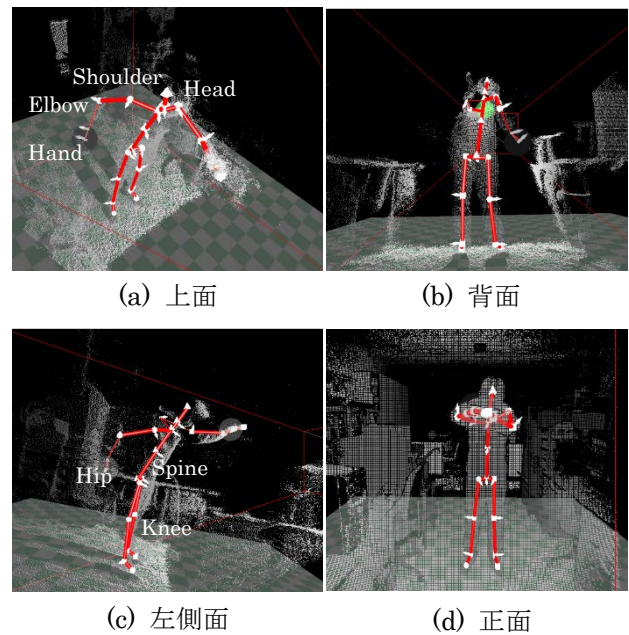 Shoulder
Head
Elbow
Hand
(a) 上面
(b) 背面
Spine
Hip
Knee
(c) 左側面
(d) 正面